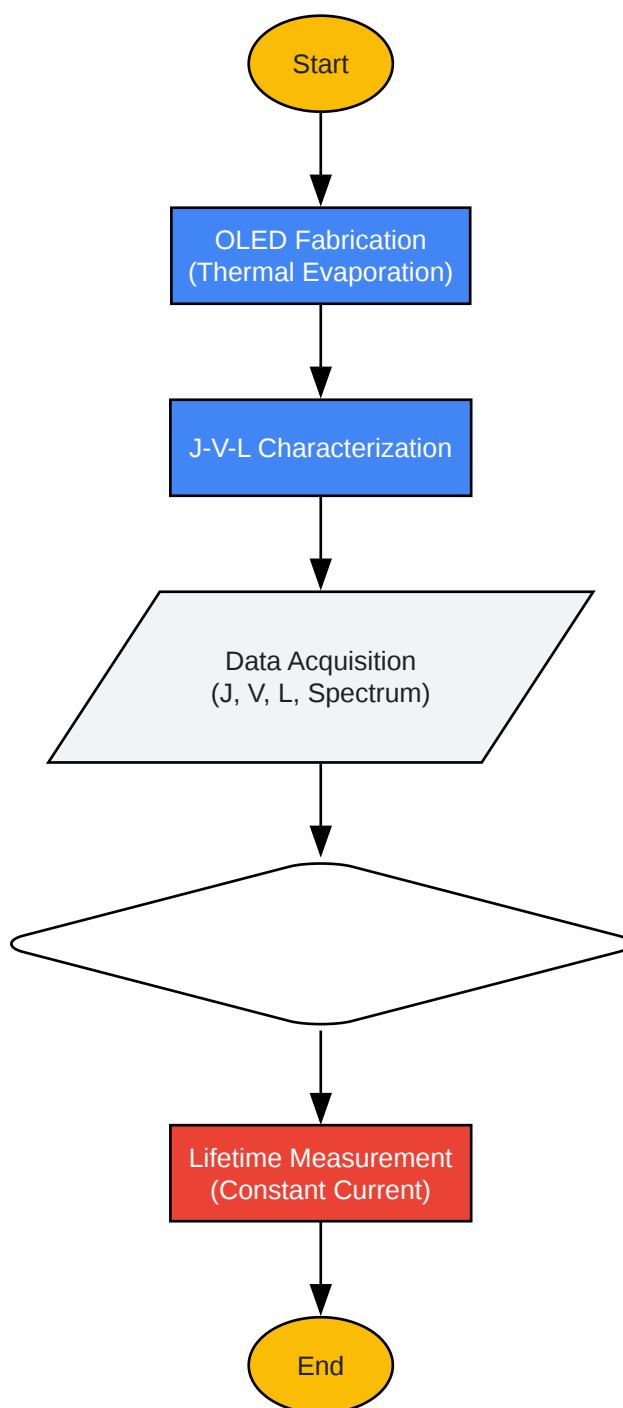 Start
OLED Fabrication
(Thermal Evaporation)
J-V-L Characterization
Data Acquisition
(J, V, L, Spectrum)
Lifetime Measurement
(Constant Current)
End